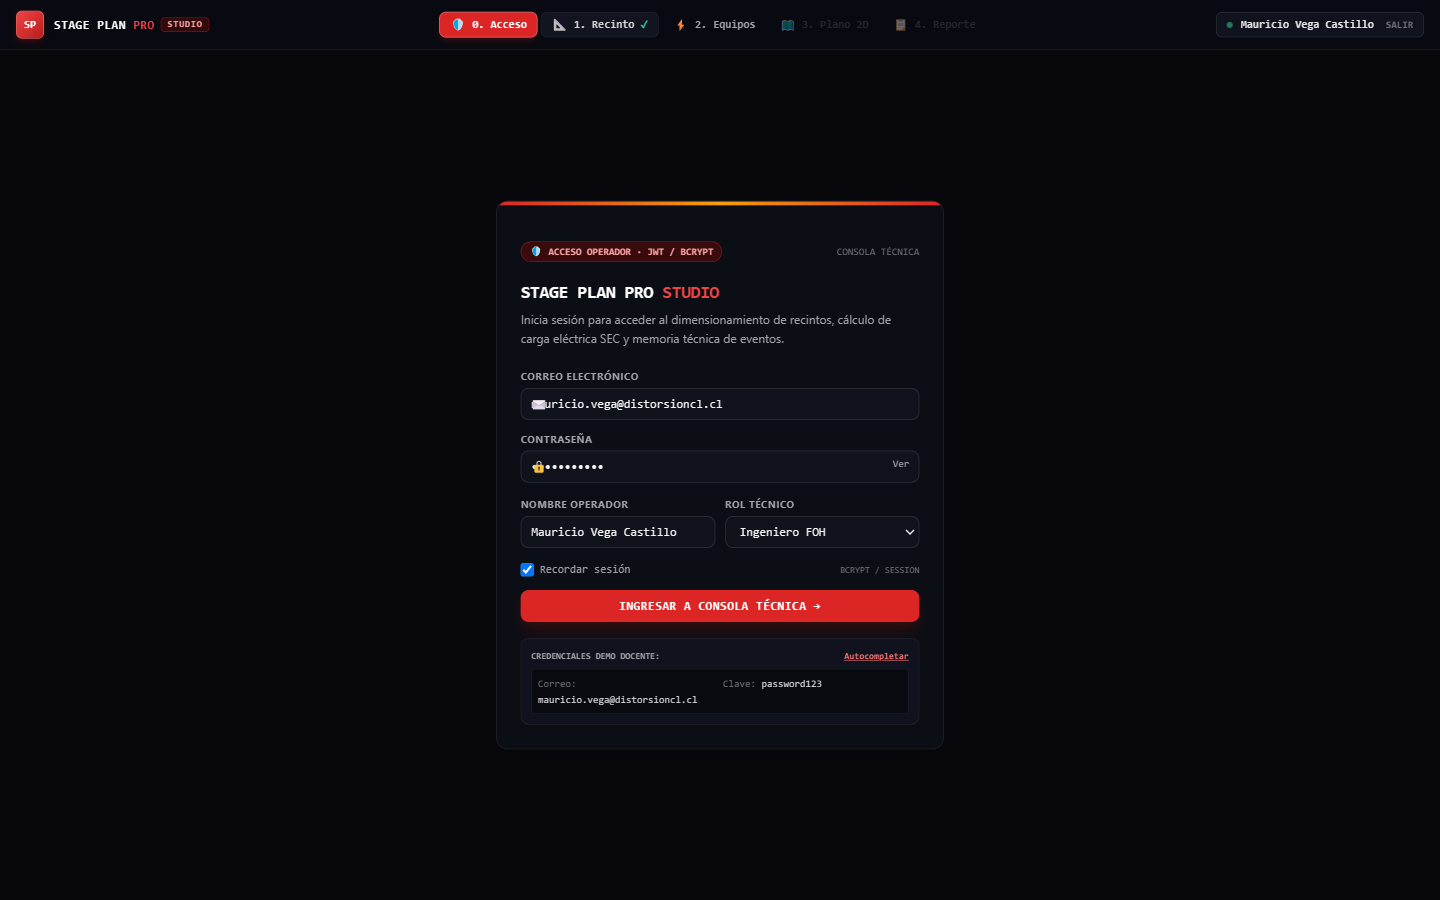 SP STAGE PLAN PRO STUDIO
0. Acceso
1. Recinto ✓
2. Equipos
3. Plano 2D
4. Reporte
Mauricio Vega Castillo SALIR
ACCESO OPERADOR · JWT / BCRYPT
CONSOLA TÉCNICA
STAGE PLAN PRO STUDIO
Inicia sesión para acceder al dimensionamiento de recintos, cálculo de
carga eléctrica SEC y memoria técnica de eventos.
CORREO ELECTRÓNICO
uricio.vega@distorsioncl.cl
CONTRASEÑA
Ver
NOMBRE OPERADOR
Mauricio Vega Castillo
ROL TÉCNICO
Ingeniero FOH
Recordar sesión
BCRYPT / SESSION
INGRESAR A CONSOLA TÉCNICA →
CREDENCIALES DEMO DOCENTE:
Autocompletar
Correo:
mauricio.vega@distorsioncl.cl
Clave: password123